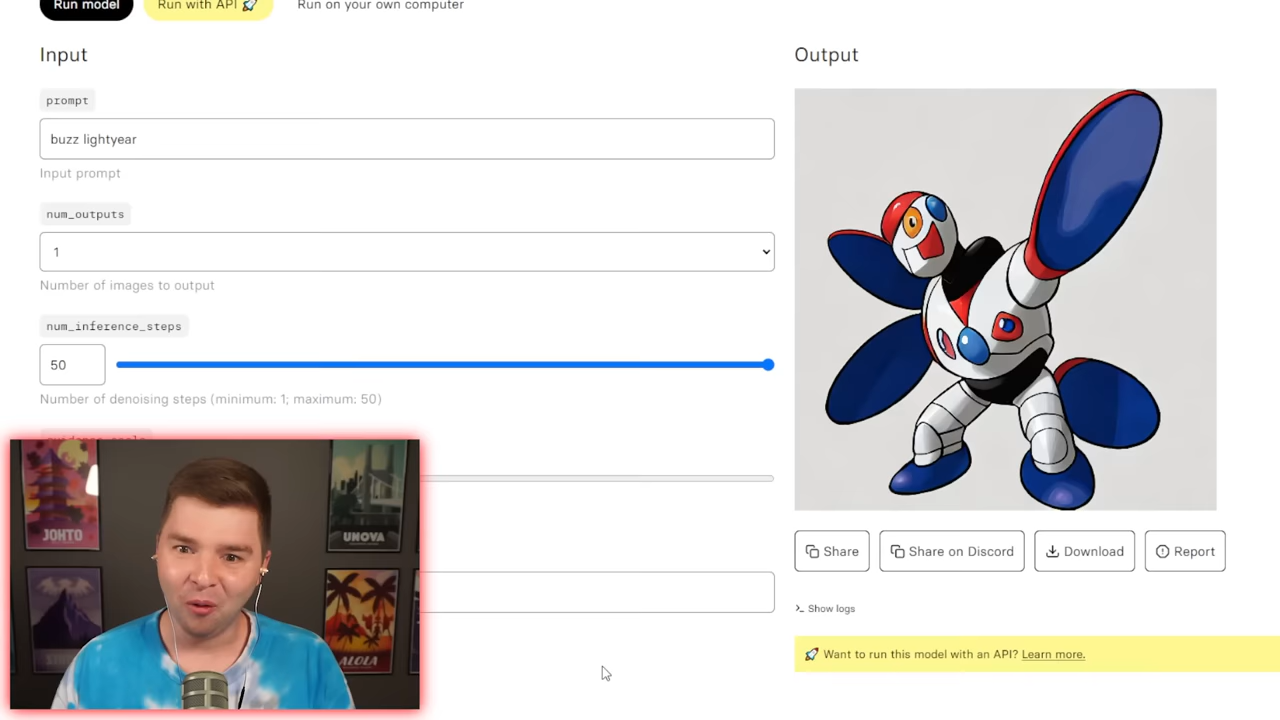 Run model
Run with API 🚀
Run on your own computer
Input
prompt
buzz lightyear
Input prompt
num_outputs
1
Number of images to output
num_inference_steps
50
Number of denoising steps (minimum: 1; maximum: 50)
JOHTO
UNOVA
ALOLA
Output
Share
Share on Discord
Download
Report
>_ Show logs
🚀 Want to run this model with an API? Learn more.